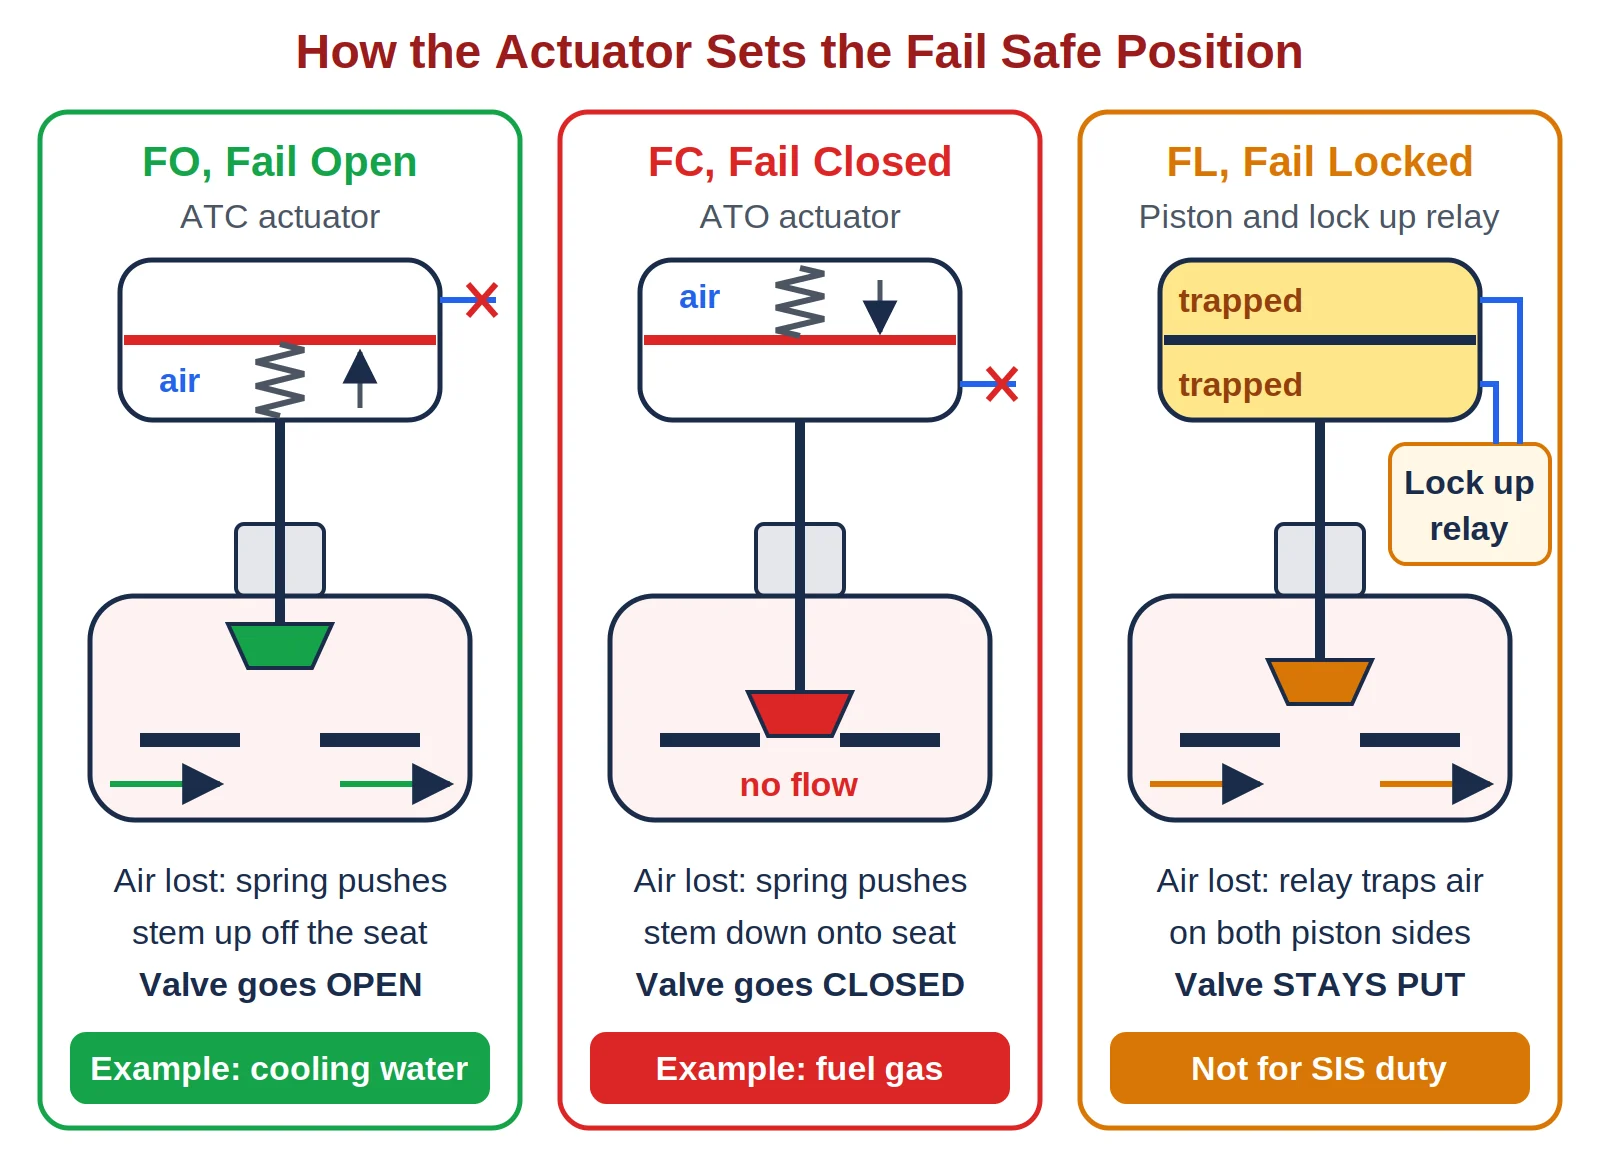 How the Actuator Sets the Fail Safe Position
FO, Fail Open
ATC actuator
air
Air lost: spring pushes
stem up off the seat
Valve goes OPEN
Example: cooling water
FC, Fail Closed
ATO actuator
air
no flow
Air lost: spring pushes
stem down onto seat
Valve goes CLOSED
Example: fuel gas
FL, Fail Locked
Piston and lock up relay
trapped
trapped
Lock up
relay
Air lost: relay traps air
on both piston sides
Valve STAYS PUT
Not for SIS duty